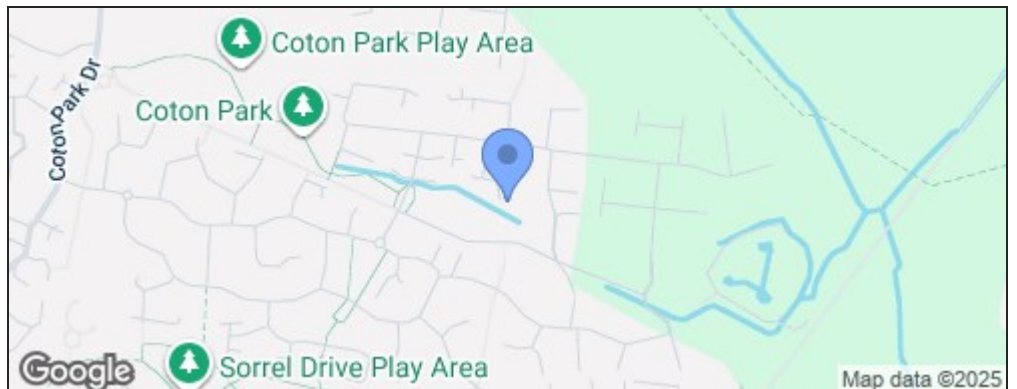 Coton Park Play Area
Coton Park Dr
Coton Park
Sorrel Drive Play Area
Google
Map data ©2025